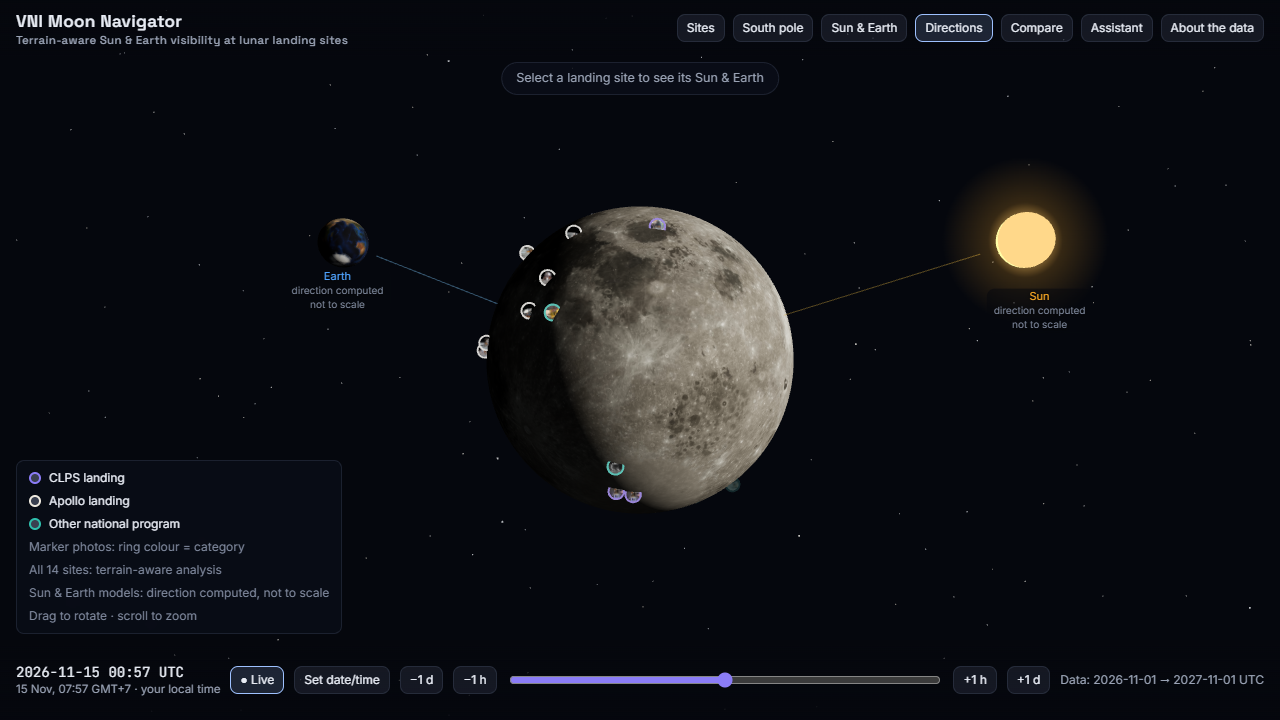 VNI Moon Navigator
Terrain-aware Sun & Earth visibility at lunar landing sites
Sites
South pole
Sun & Earth
Directions
Compare
Assistant
About the data
Select a landing site to see its Sun & Earth
Earth
direction computed
not to scale
Sun
direction computed
not to scale
CLPS landing
Apollo landing
Other national program
Marker photos: ring colour = category
All 14 sites: terrain-aware analysis
Sun & Earth models: direction computed, not to scale
Drag to rotate · scroll to zoom
2026-11-15 00:57 UTC
15 Nov, 07:57 GMT+7 · your local time
● Live
Set date/time
−1 d
−1 h
+1 h
+1 d
Data: 2026-11-01 → 2027-11-01 UTC